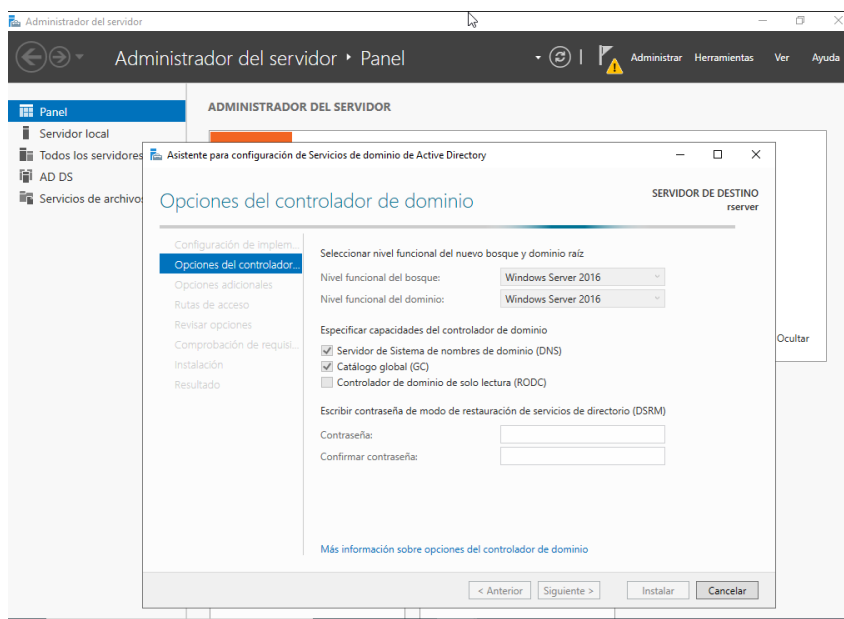 Administrador del servidor
Administrador del servidor ‣ Panel
Administrar Herramientas Ver Ayuda
Panel
Servidor local
Todos los servidores
AD DS
Servicios de archivo
ADMINISTRADOR DEL SERVIDOR
Ocultar
Asistente para configuración de Servicios de dominio de Active Directory
Opciones del controlador de dominio
SERVIDOR DE DESTINO
rserver
Configuración de implem...
Opciones del controlador...
Opciones adicionales
Rutas de acceso
Revisar opciones
Comprobación de requisi...
Instalación
Resultado
Seleccionar nivel funcional del nuevo bosque y dominio raíz
Nivel funcional del bosque: Windows Server 2016
Nivel funcional del dominio: Windows Server 2016
Especificar capacidades del controlador de dominio
Servidor de Sistema de nombres de dominio (DNS)
Catálogo global (GC)
Controlador de dominio de solo lectura (RODC)
Escribir contraseña de modo de restauración de servicios de directorio (DSRM)
Contraseña:
Confirmar contraseña:
Más información sobre opciones del controlador de dominio
< Anterior Siguiente > Instalar Cancelar